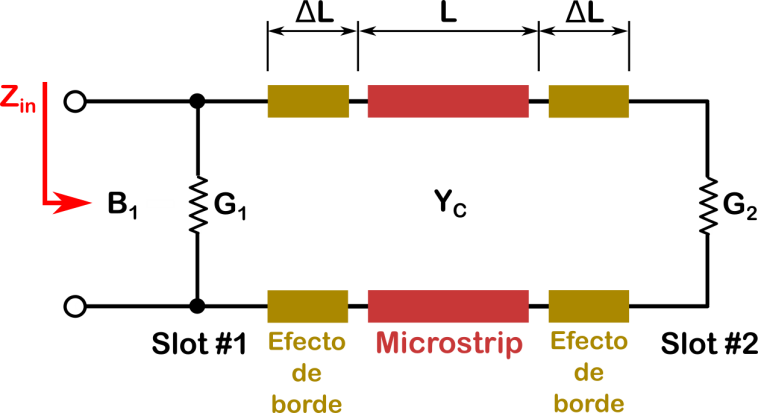 ΔL L ΔL
Zin
B1 G1 YC G2
Slot #1 Efecto de borde Microstrip Efecto de borde Slot #2